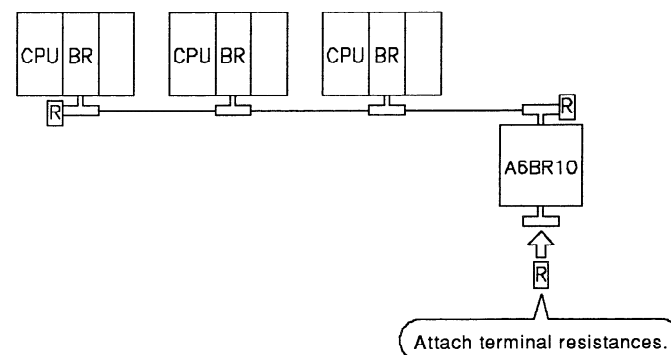 CPU BR
CPU BR
CPU BR
R
R
A6BR10
R
Attach terminal resistances.